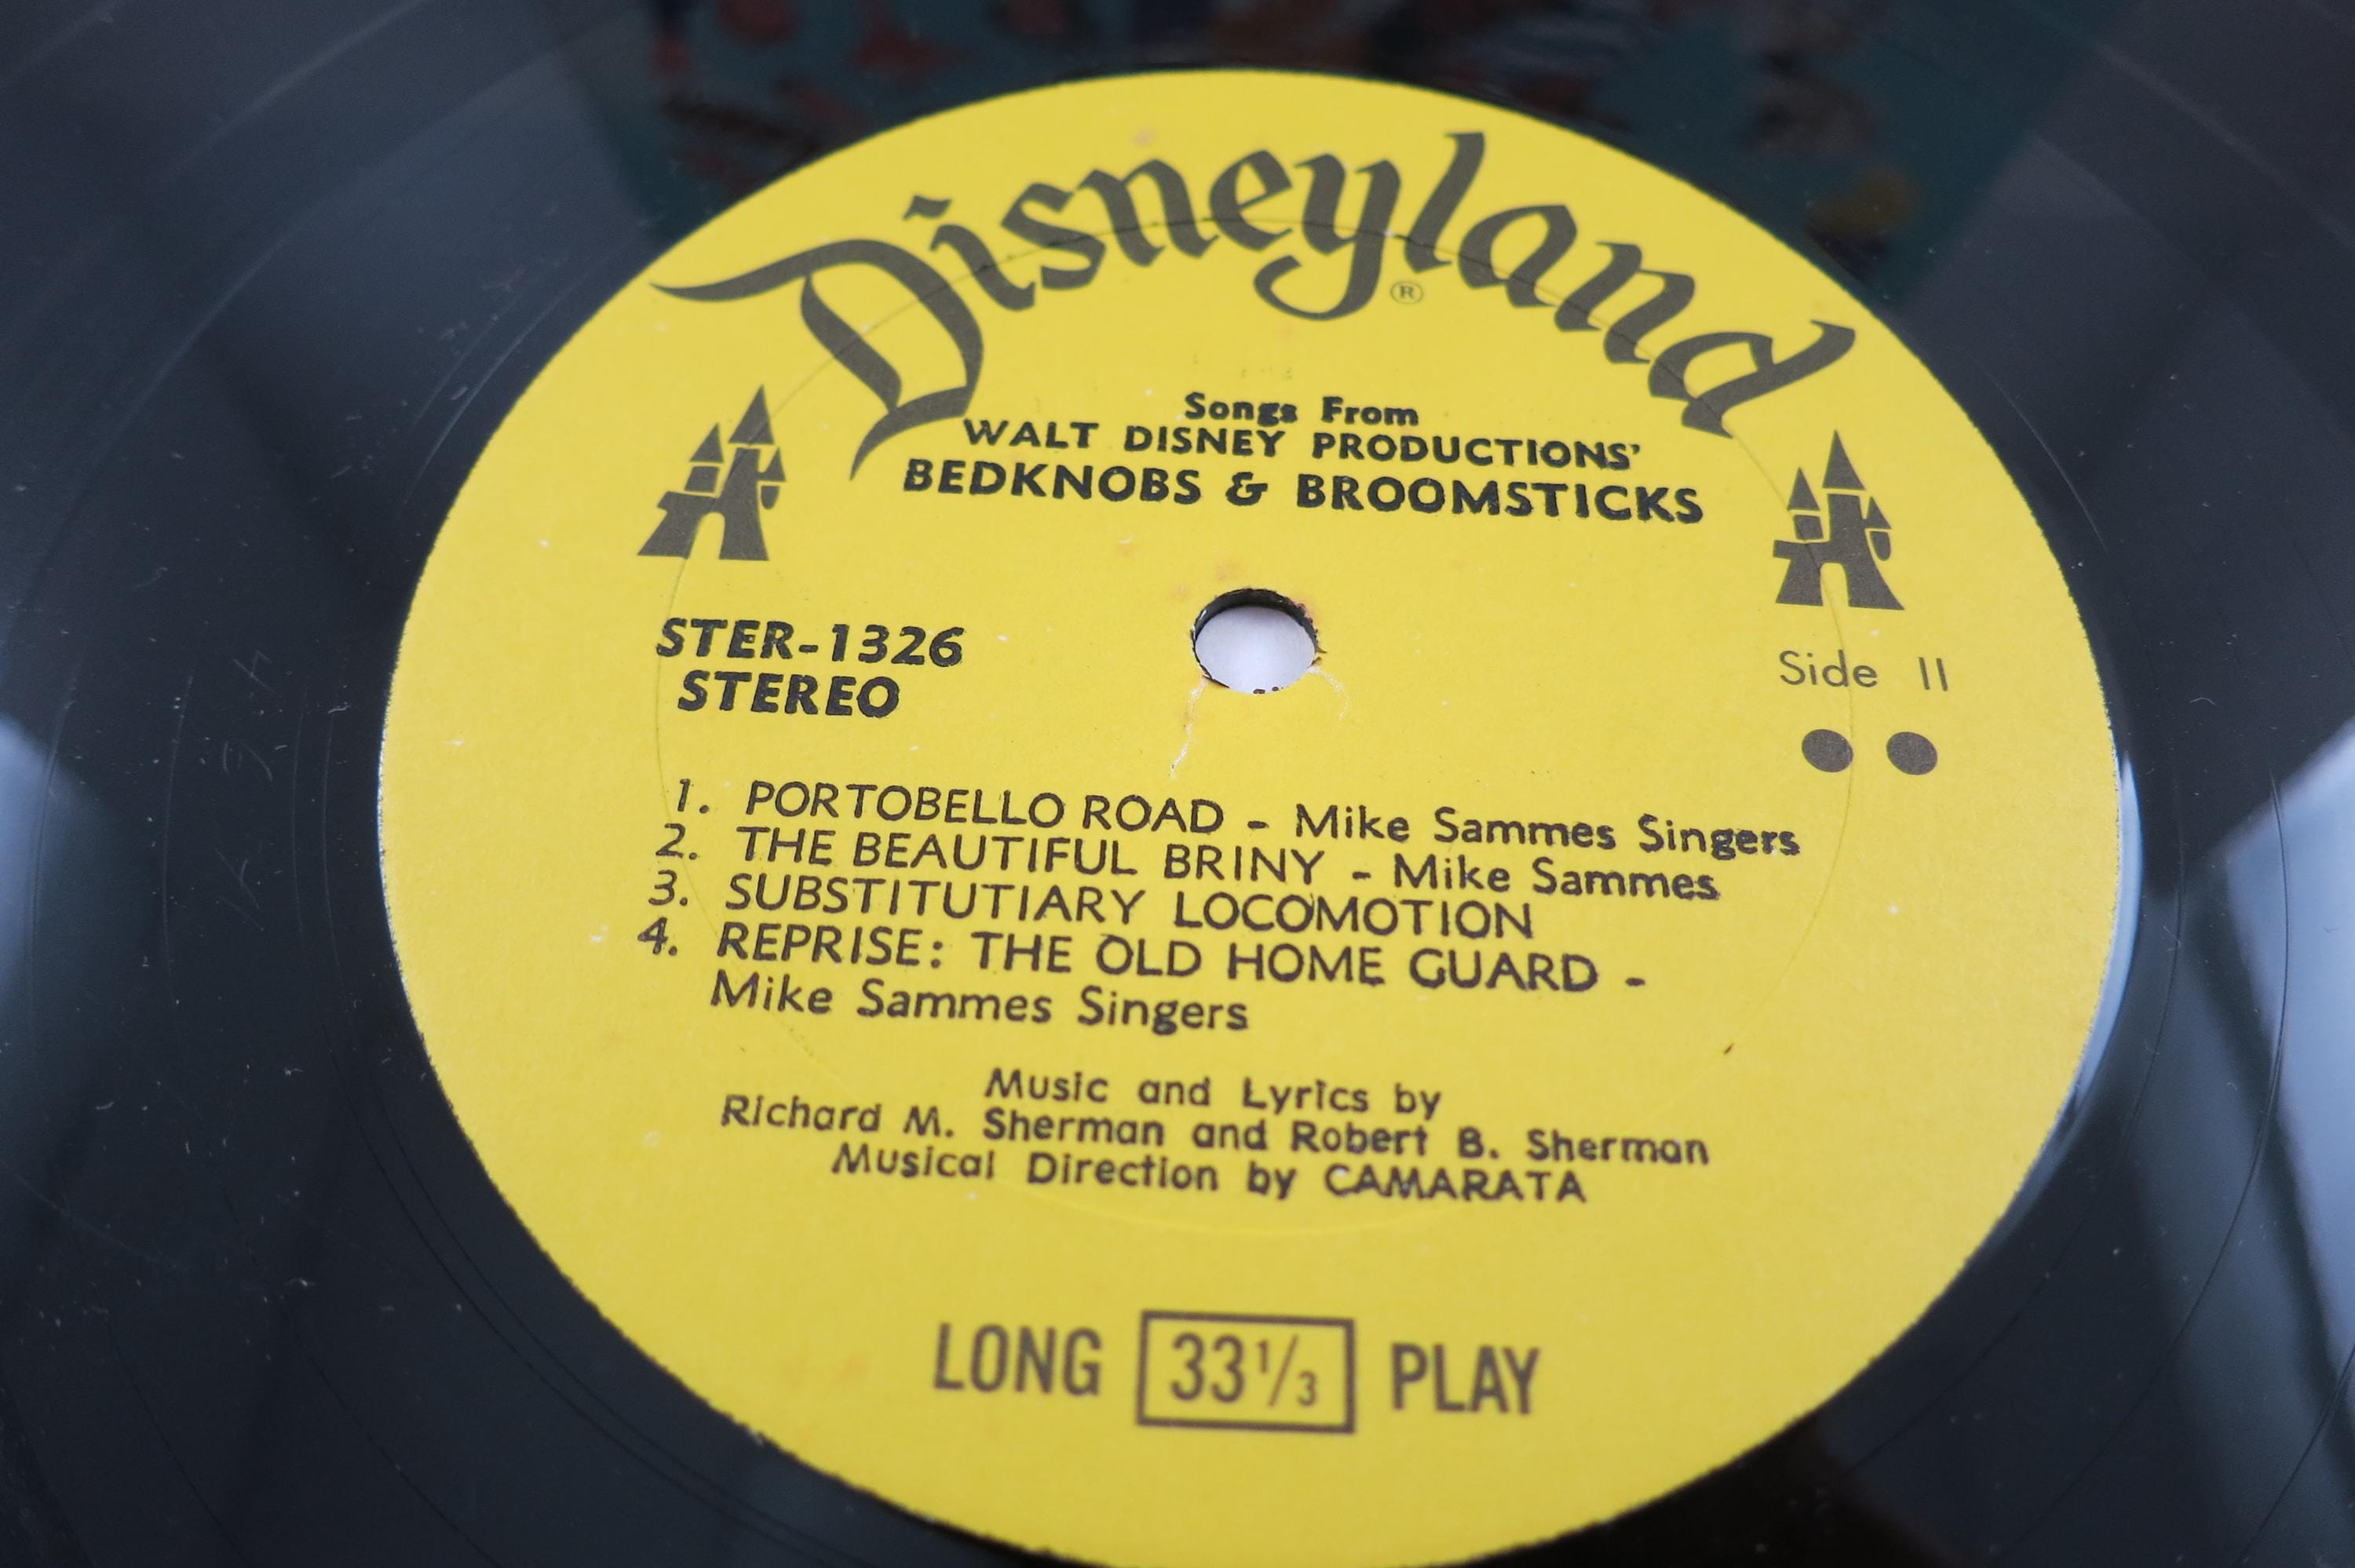 Disneyland®
Songs From
WALT DISNEY PRODUCTIONS'
BEDKNOBS & BROOMSTICKS
STER-1326
STEREO
Side II
1. PORTOBELLO ROAD - Mike Sammes Singers
2. THE BEAUTIFUL BRINY - Mike Sammes
3. SUBSTITUTIARY LOCOMOTION
4. REPRISE: THE OLD HOME GUARD -
Mike Sammes Singers
Music and Lyrics by
Richard M. Sherman and Robert B. Sherman
Musical Direction by CAMARATA
LONG 33 1/3 PLAY